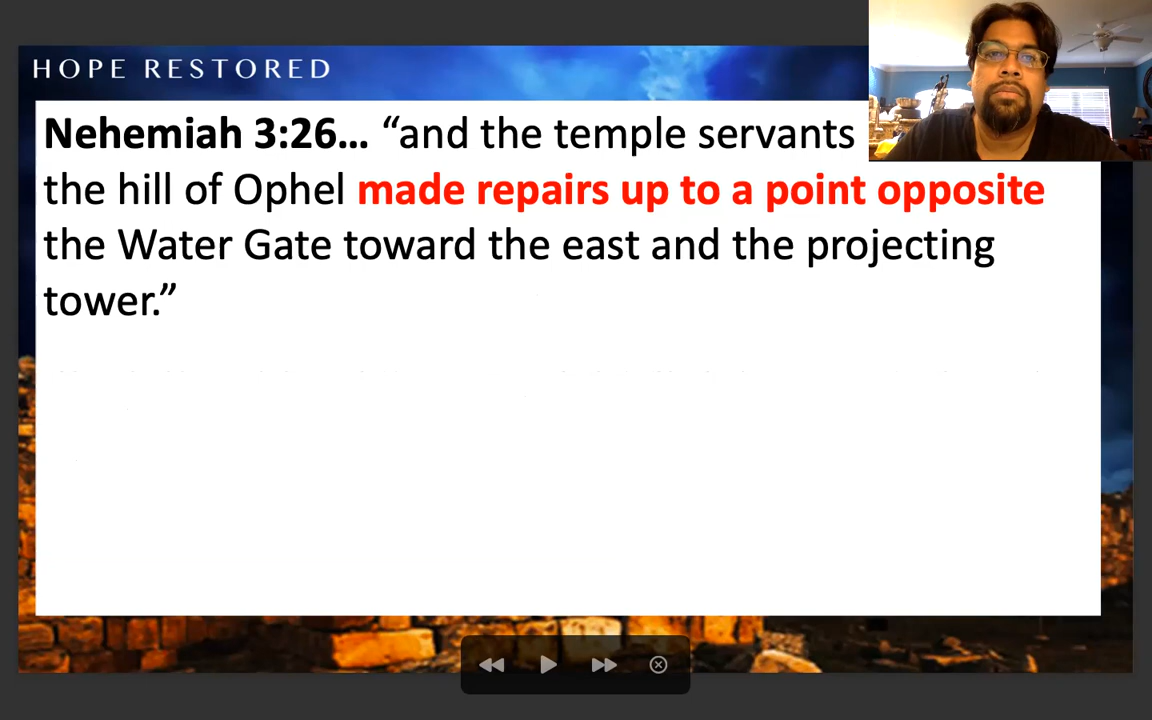 HOPE RESTORED
Nehemiah 3:26... “and the temple servants
the hill of Ophel made repairs up to a point opposite
the Water Gate toward the east and the projecting
tower.”